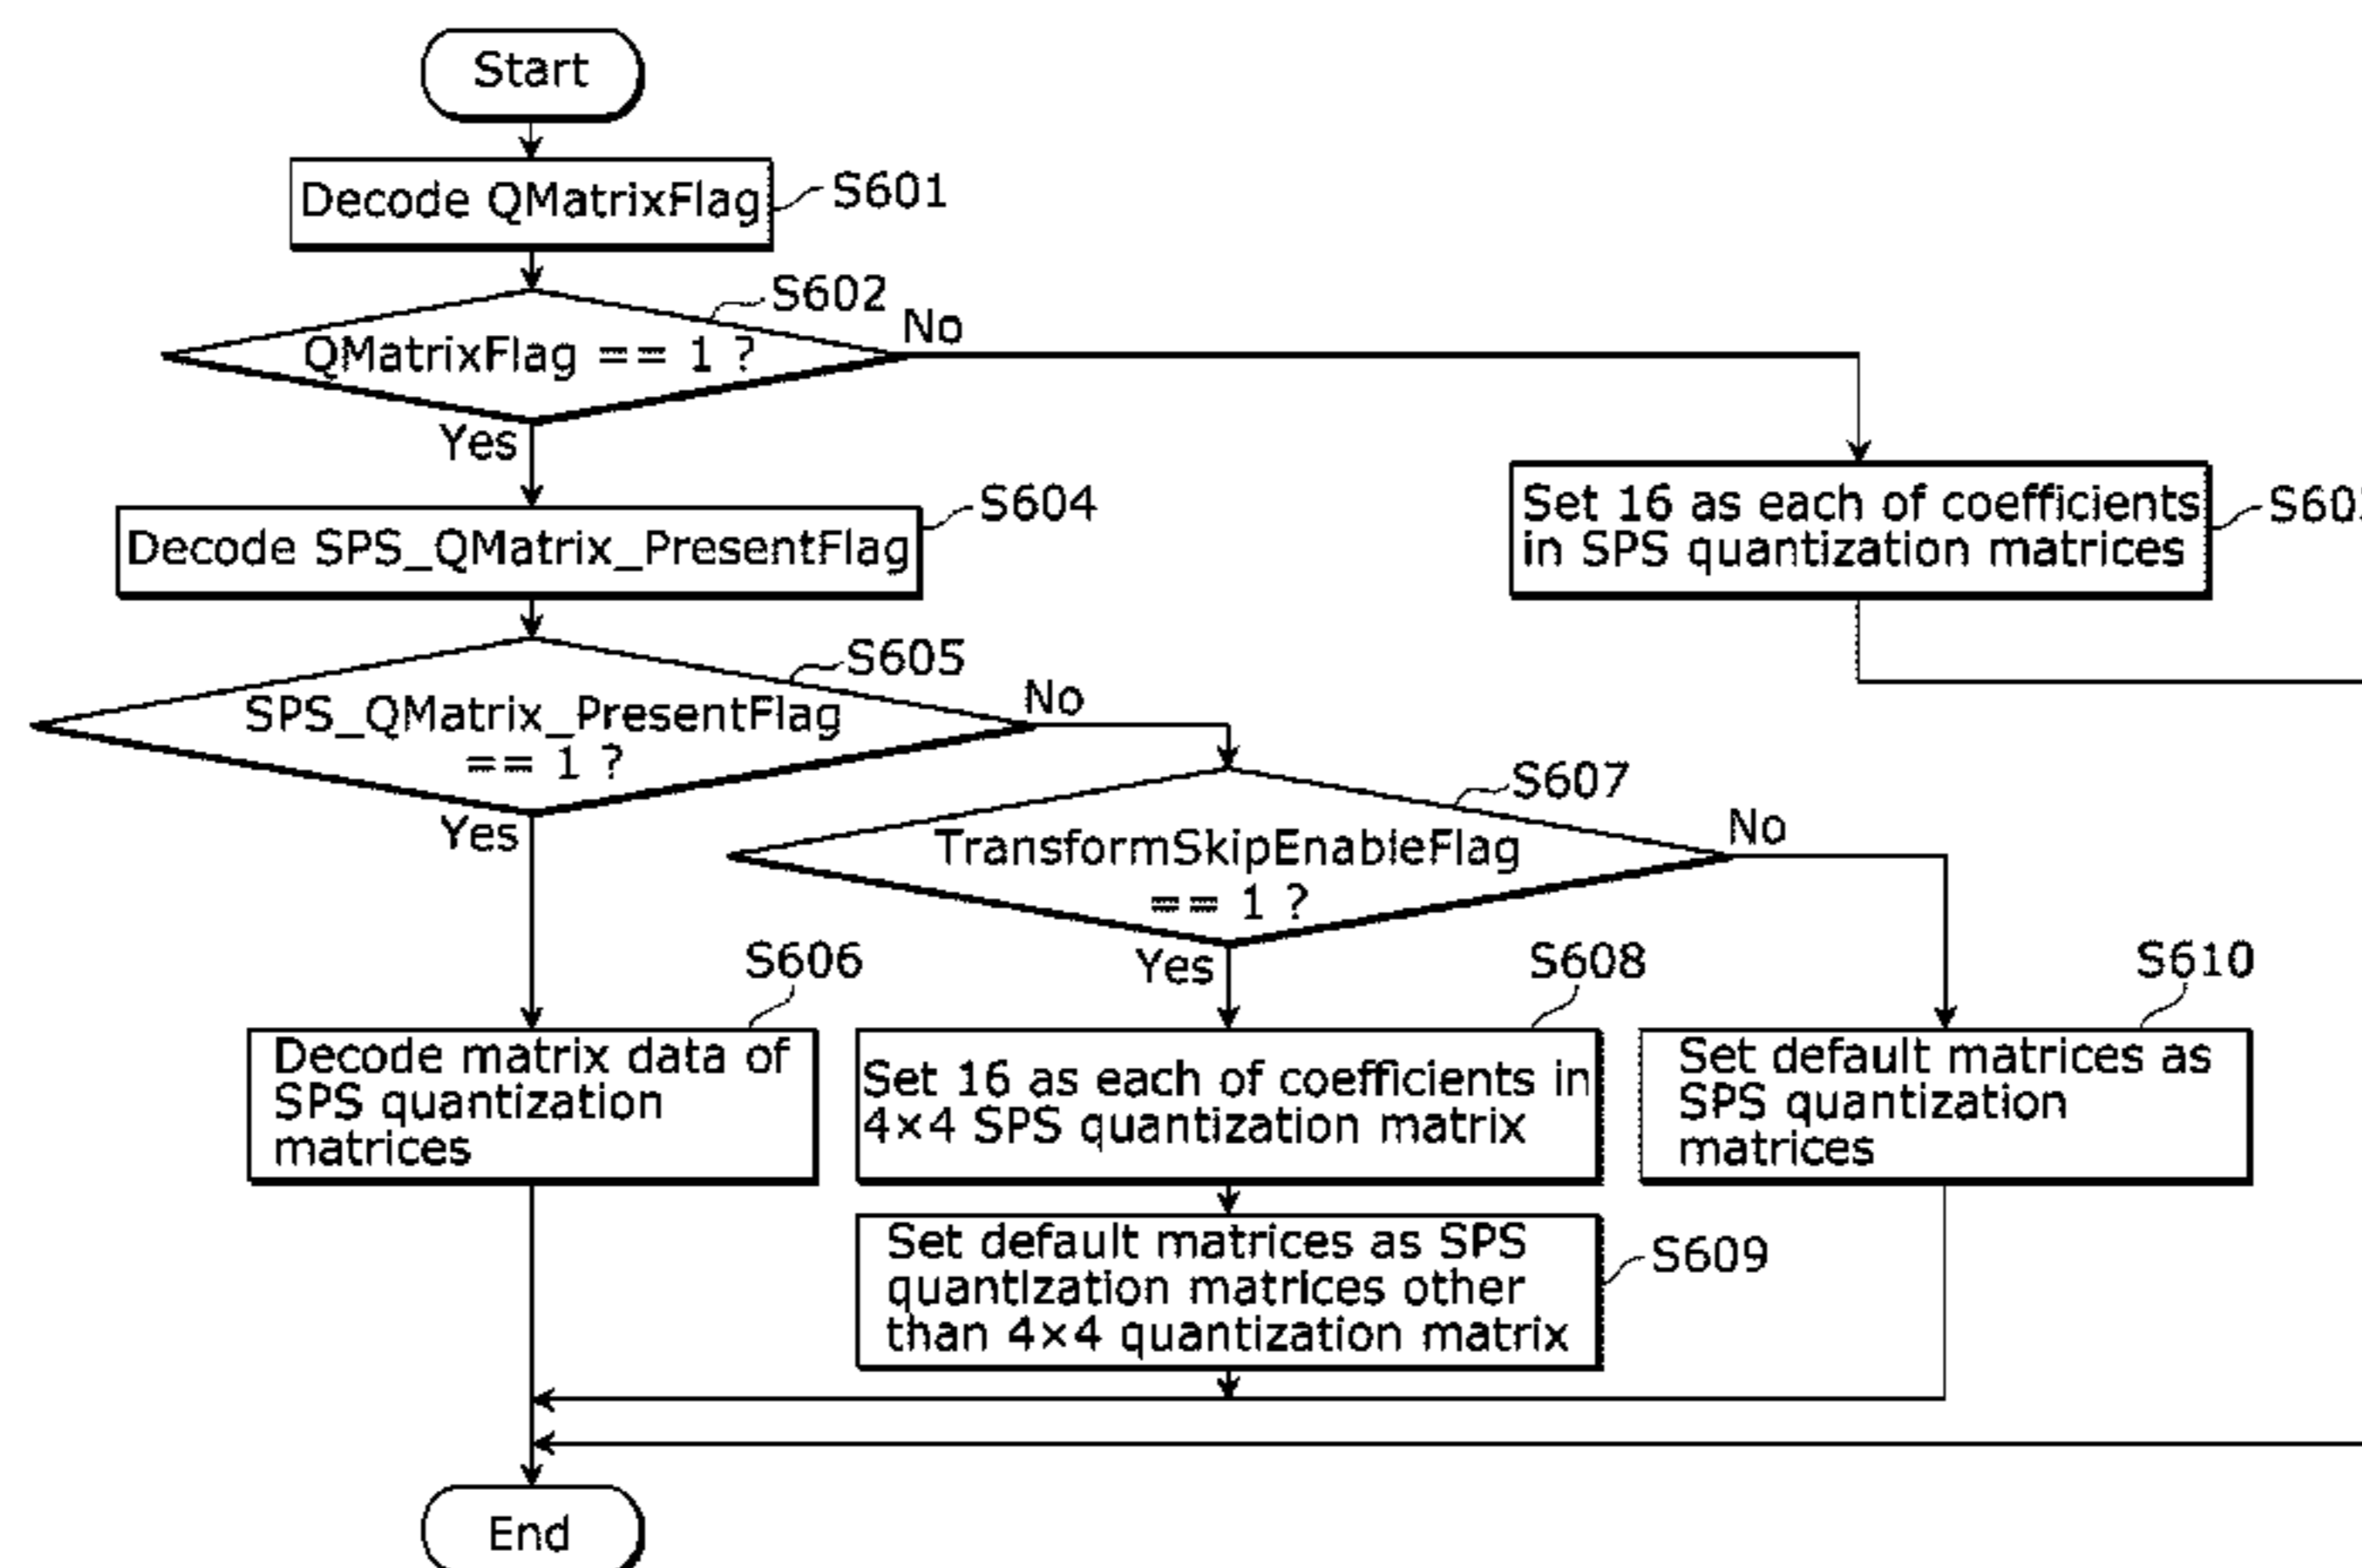 Start
Decode QMatrixFlag
S601
S602
QMatrixFlag == 1 ?
No
Yes
Set 16 as each of coefficients
in SPS quantization matrices
S604
Decode SPS_QMatrix_PresentFlag
S605
SPS_QMatrix_PresentFlag
== 1 ?
No
Yes
S607
TransformSkipEnableFlag
== 1 ?
No
Yes
S606
Decode matrix data of
SPS quantization
matrices
S608
Set 16 as each of coefficients in
4×4 SPS quantization matrix
S610
Set default matrices as
SPS quantization
matrices
Set default matrices as SPS
quantization matrices other
than 4×4 quantization matrix
S609
End